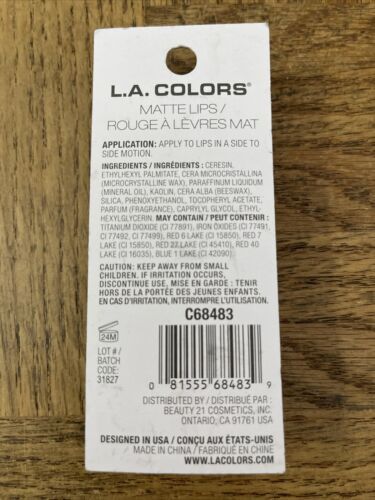 L.A. COLORS®
MATTE LIPS /
ROUGE À LÈVRES MAT
APPLICATION: APPLY TO LIPS IN A SIDE TO
SIDE MOTION.
INGREDIENTS / INGRÉDIENTS : CERESIN,
ETHYLHEXYL PALMITATE, CERA MICROCRISTALLINA
(MICROCRYSTALLINE WAX), PARAFFINUM LIQUIDUM
(MINERAL OIL), KAOLIN, CERA ALBA (BEESWAX),
SILICA, PHENOXYETHANOL, TOCOPHERYL ACETATE,
PARFUM (FRAGRANCE), CAPRYLYL GLYCOL, ETHYL-
HEXYLGLYCERIN. MAY CONTAIN / PEUT CONTENIR :
TITANIUM DIOXIDE (CI 77891), IRON OXIDES (CI 77491,
CI 77492, CI 77499), RED 6 LAKE (CI 15850), RED 7
LAKE (CI 15850), RED 22 LAKE (CI 45410), RED 40
LAKE (CI 16035), BLUE 1 LAKE (CI 42090).
CAUTION: KEEP AWAY FROM SMALL
CHILDREN. IF IRRITATION OCCURS,
DISCONTINUE USE. MISE EN GARDE : TENIR
HORS DE LA PORTÉE DES JEUNES ENFANTS.
EN CAS D'IRRITATION, INTERROMPRE L'UTILISATION.
C68483
24M
LOT # /
BATCH
CODE:
31827
0 81555 68483 9
DISTRIBUTED BY / DISTRIBUÉ PAR :
BEAUTY 21 COSMETICS, INC.
ONTARIO, CA 91761 USA
DESIGNED IN USA / CONÇU AUX ÉTATS-UNIS
MADE IN CHINA / FABRIQUÉ EN CHINE
WWW.LACOLORS.COM